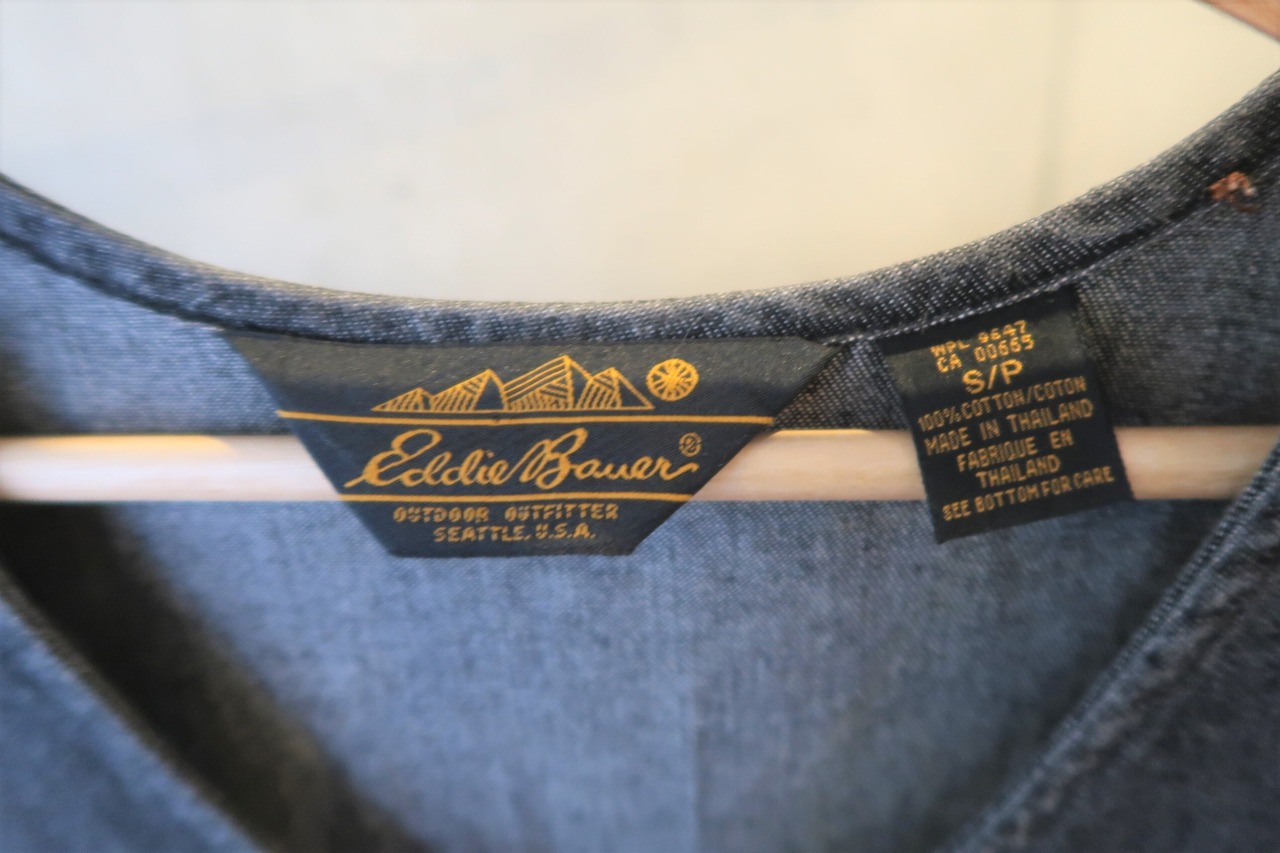 Eddie Bauer ®
OUTDOOR OUTFITTER
SEATTLE, U.S.A.
WPL 9647
CA 00665
S/P
100% COTTON/COTON
MADE IN THAILAND
FABRIQUE EN
THAILAND
SEE BOTTOM FOR CARE